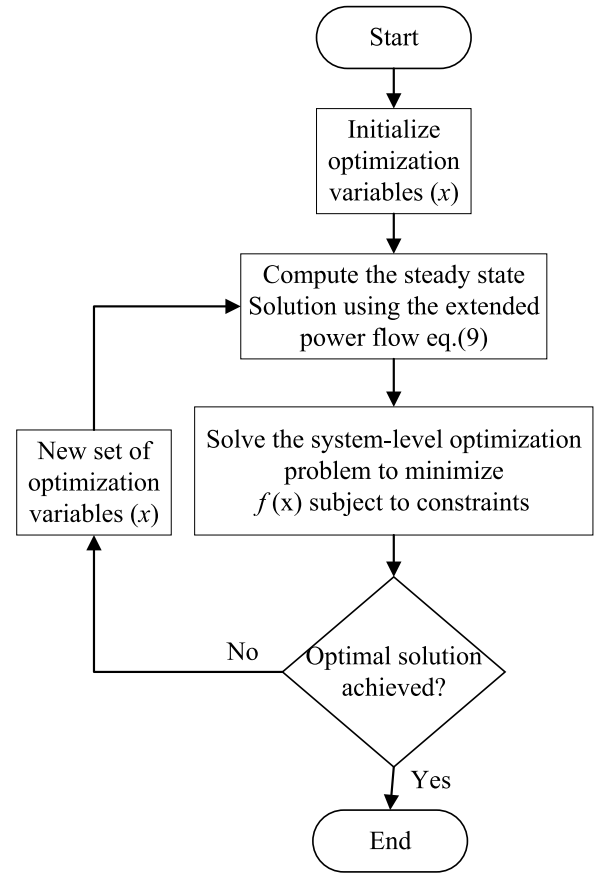 Start
Initialize
optimization
variables (x)
Compute the steady state
Solution using the extended
power flow eq.(9)
Solve the system-level optimization
problem to minimize
f (x) subject to constraints
New set of
optimization
variables (x)
No
Optimal solution
achieved?
Yes
End